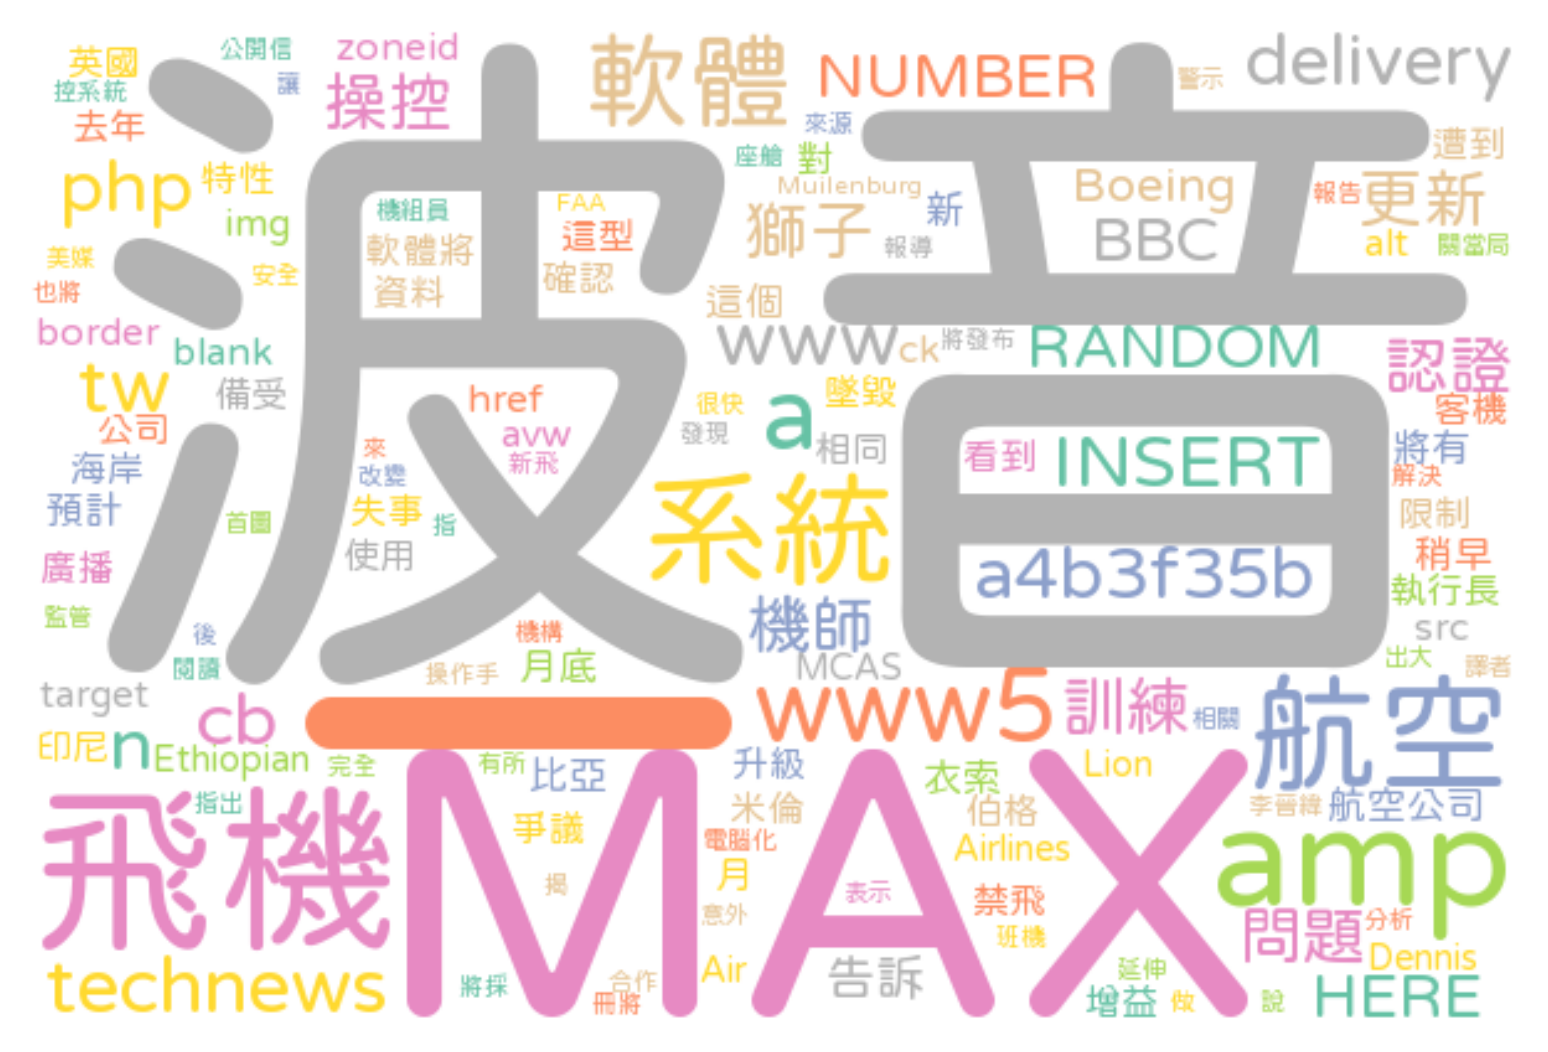 英國
公開信
zoneid
軟體
NUMBER
警示
delivery
控系統
讓
操控
去年
來源
遭到
座艙
對
php
特性
Muilenburg
Boeing
報告
更新
img
機組員
FAA
這型
獅子
新
BBC
alt
關當局
美媒
安全
軟體將
確認
報導
也將
資料
這個
border
blank
www
ck
將發布
RANDOM
認證
tw
備受
href
很快
墜毀
a
客機
公司
avw
發現
相同
看到
INSERT
將有
海岸
來
改變
新飛
解決
預計
首圖
失事
指
系統
限制
波音
廣播
使用
a4b3f35b
稍早
執行長
監管
後
機構
機師
src
閱讀
操作手
月底
MCAS
出大
譯者
target
cb
www5
訓練
相關
航空
印尼
n
Ethiopian
完全
有所
比亞
升級
衣索
Lion
指出
米倫
伯格
李晉緯
航空公司
飛機
MAX
爭議
電腦化
Airlines
amp
揭
月
表示
禁飛
意外
班機
問題
分析
technews
將採
合作
冊將
Air
告訴
延伸
增益
做
說
Dennis
HERE